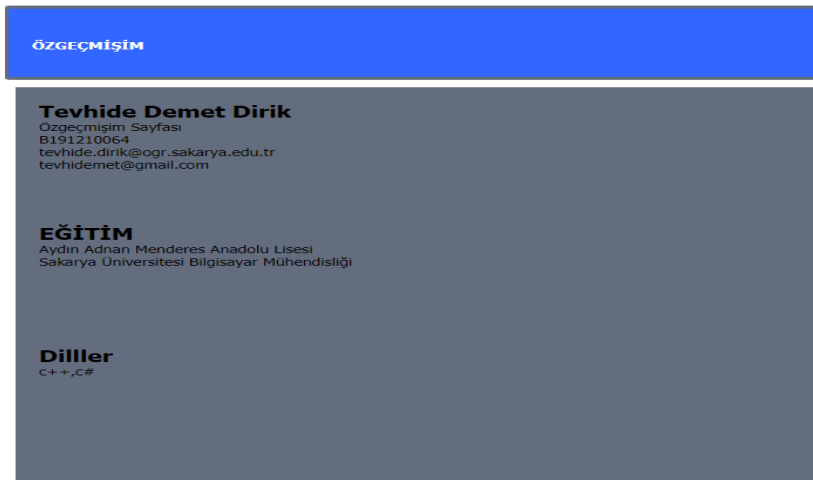 ÖZGEÇMİŞİM
Tevhide Demet Dirik
Özgeçmişim Sayfası
B191210064
tevhide.dirik@ogr.sakarya.edu.tr
tevhidemet@gmail.com
EĞİTİM
Aydın Adnan Menderes Anadolu Lisesi
Sakarya Üniversitesi Bilgisayar Mühendisliği
Dilller
c++,c#